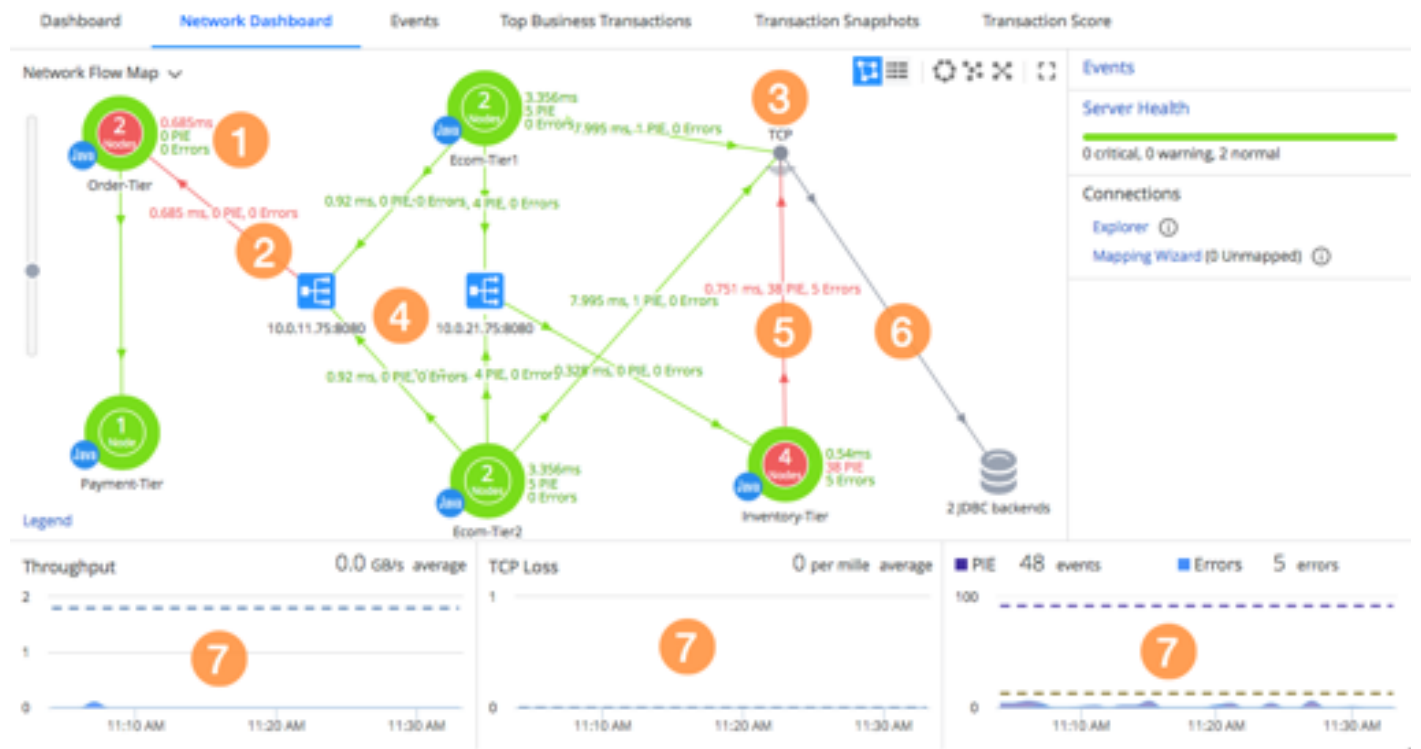 Dashboard
Network Dashboard
Events
Top Business Transactions
Transaction Snapshots
Transaction Score
Network Flow Map
Events
Server Health
0 critical, 0 warning, 2 normal
Connections
Explorer
Mapping Wizard (0 Unmapped)
2
Nodes
0.685ms
0 PIE
0 Errors
1
Java
Order-Tier
2
Nodes
3.356ms
5 PIE
0 Errors
Java
Ecom-Tier1
7.995 ms, 1 PIE, 0 Errors
3
TCP
0.685 ms, 0 PIE, 0 Errors
2
0.92 ms, 0 PIE, 0 Errors
4 PIE, 0 Errors
10.0.11.75:8080
4
10.0.21.75:8080
7.995 ms, 1 PIE, 0 Errors
0.751 ms, 38 PIE, 5 Errors
5
6
0.92 ms, 0 PIE, 0 Errors
4 PIE, 0 Errors
0.328 ms, 0 PIE, 0 Errors
1
Node
Java
Payment-Tier
2
Nodes
3.356ms
5 PIE
0 Errors
Java
Ecom-Tier2
4
Nodes
0.54ms
38 PIE
5 Errors
Java
Inventory-Tier
2 JDBC backends
Legend
Throughput 0.0 GB/s average
2
1
0
7
11:10 AM 11:20 AM 11:30 AM
TCP Loss 0 per mille average
1
0
7
11:10 AM 11:20 AM 11:30 AM
PIE 48 events Errors 5 errors
100
0
7
11:10 AM 11:20 AM 11:30 AM